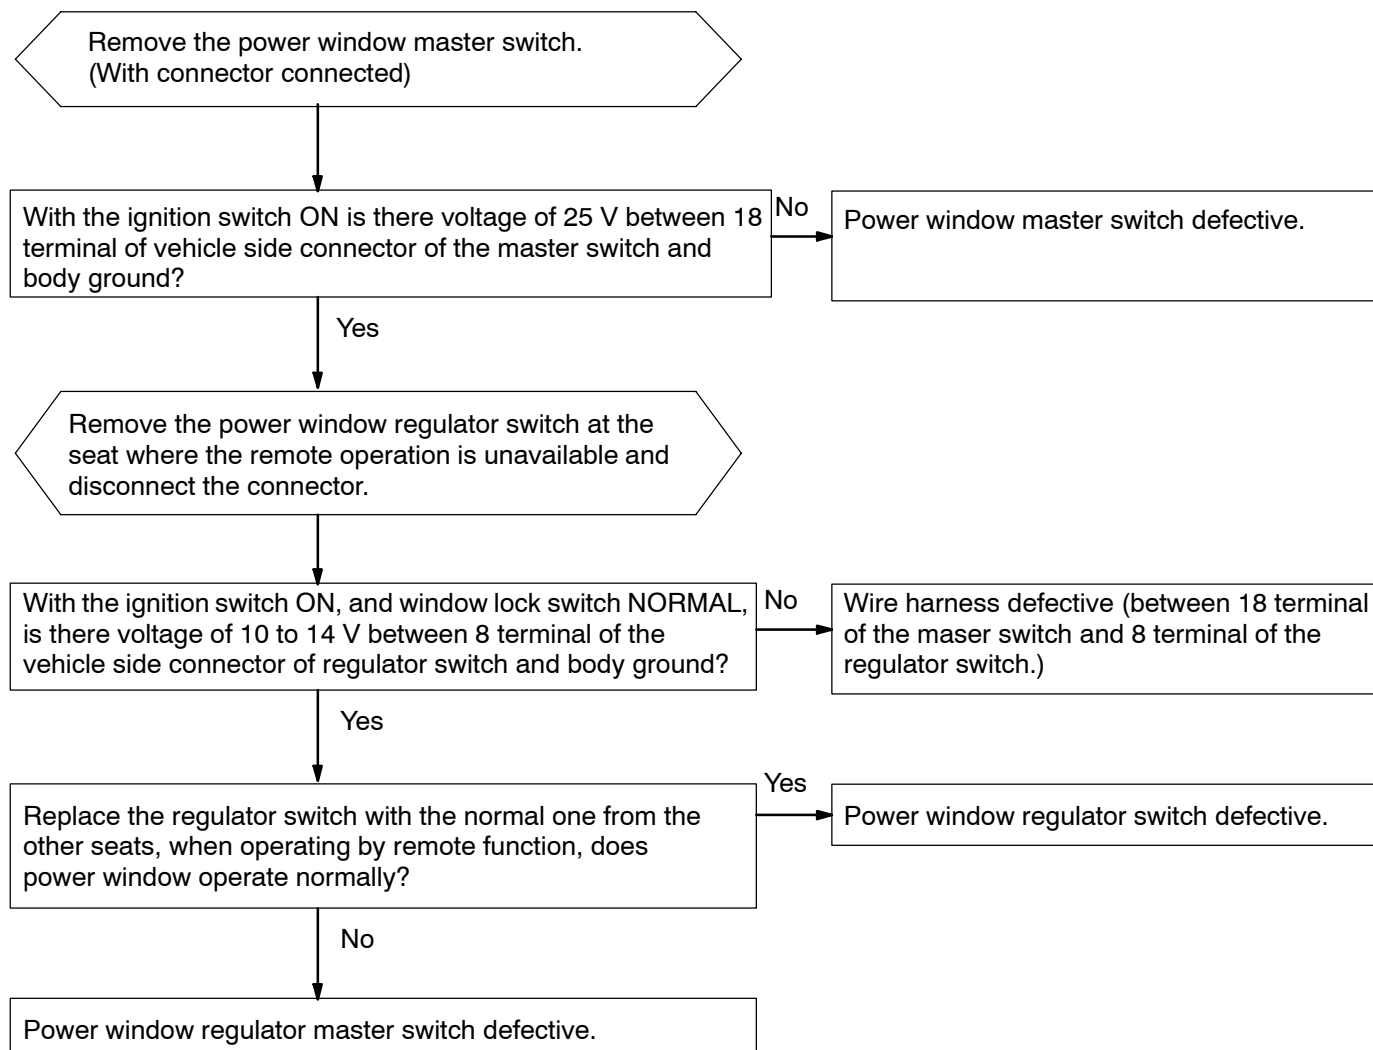 Remove the power window master switch.
(With connector connected)
With the ignition switch ON is there voltage of 25 V between 18
terminal of vehicle side connector of the master switch and
body ground?
No
Power window master switch defective.
Yes
Remove the power window regulator switch at the
seat where the remote operation is unavailable and
disconnect the connector.
With the ignition switch ON, and window lock switch NORMAL,
is there voltage of 10 to 14 V between 8 terminal of the
vehicle side connector of regulator switch and body ground?
No
Wire harness defective (between 18 terminal
of the maser switch and 8 terminal of the
regulator switch.)
Yes
Replace the regulator switch with the normal one from the
other seats, when operating by remote function, does
power window operate normally?
Yes
Power window regulator switch defective.
No
Power window regulator master switch defective.